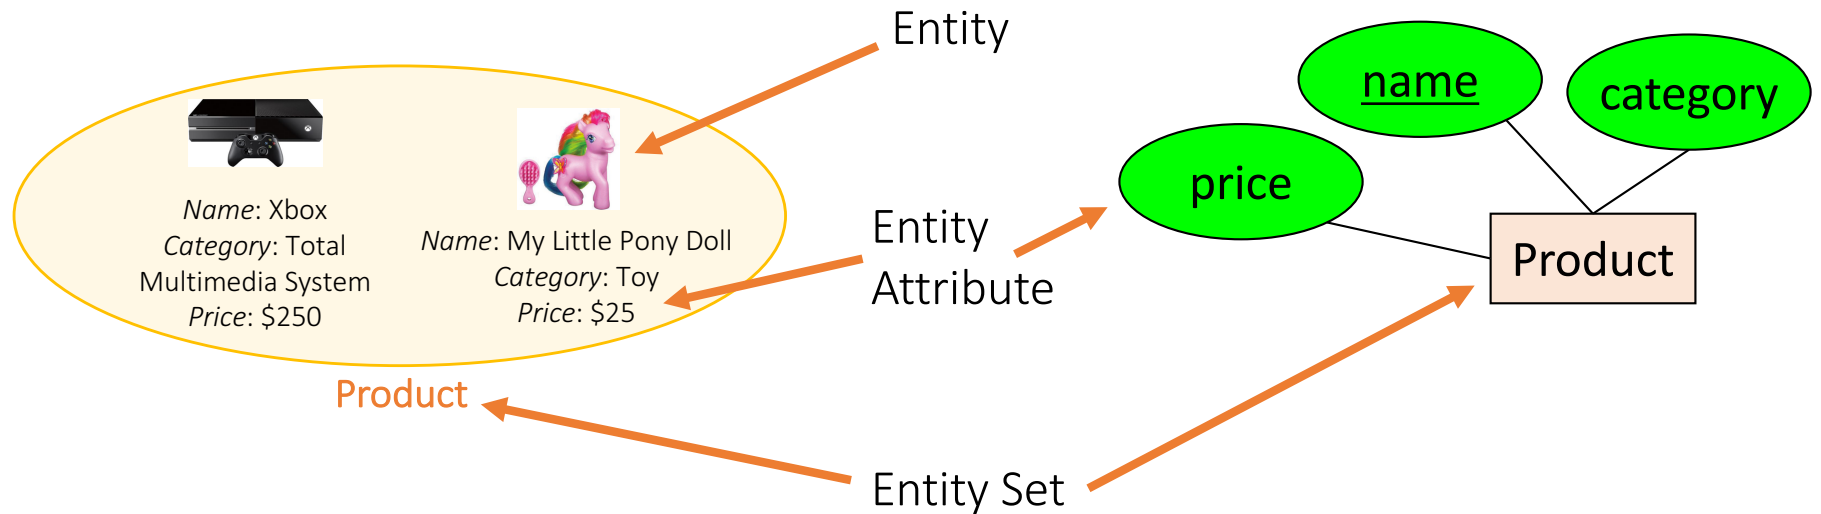 Entity
name
category
price
Name: Xbox
Category: Total
Multimedia System
Price: $250
Name: My Little Pony Doll
Category: Toy
Price: $25
Entity
Attribute
Product
Product
Entity Set